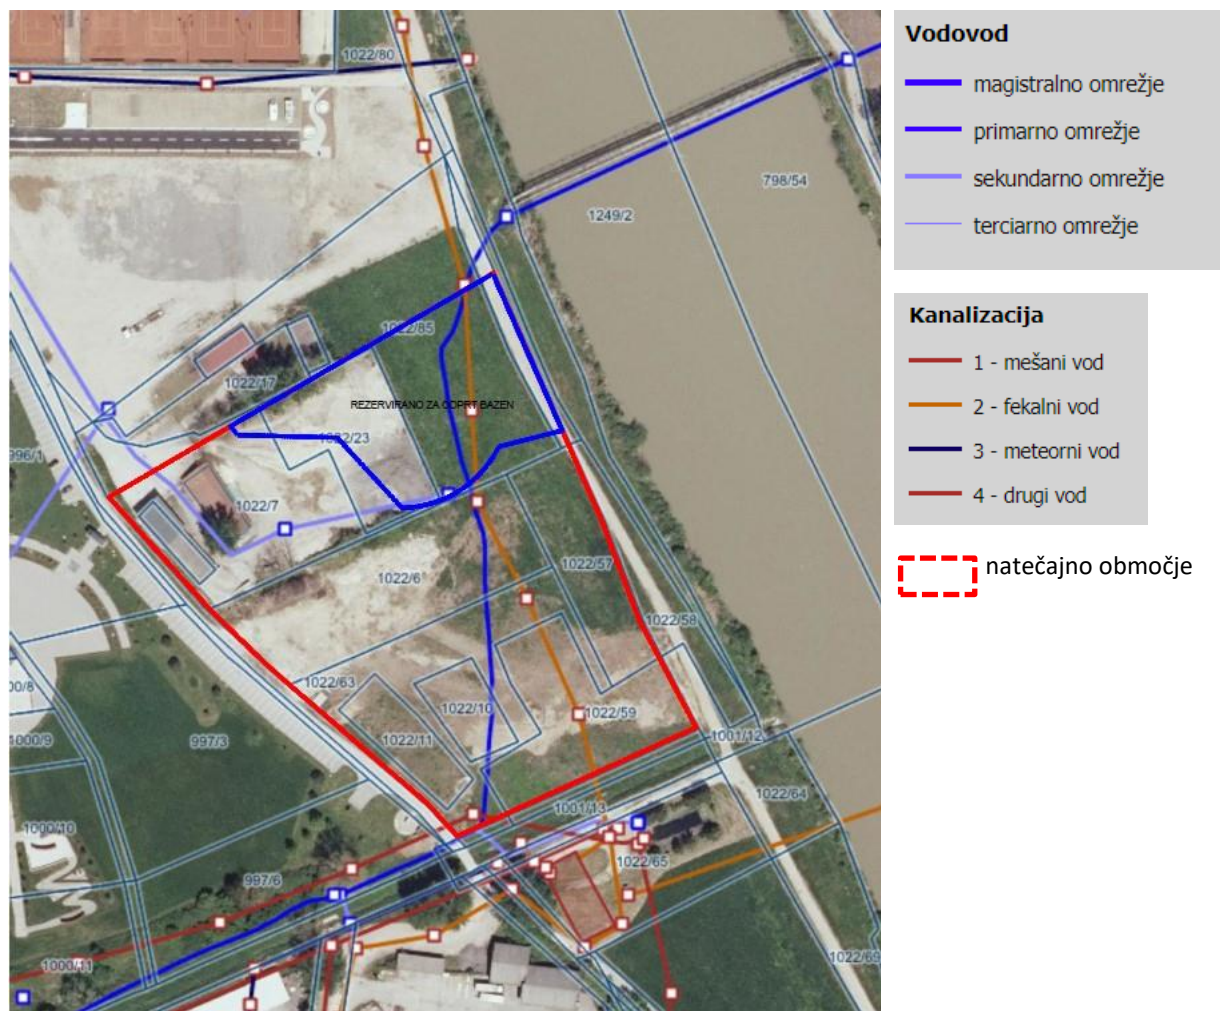 1022/80
798/54
1249/2
1022/85
1022/17
REZERVIRANO ZA ODPRT BAZEN
1022/23
996/1
1022/7
1022/6
1022/57
1022/58
1022/63
00/8
1022/10
1022/59
1022/11
1000/9
997/3
1001/12
1022/64
1001/13
1000/10
1022/65
997/6
1022/69
1000/11
Vodovod
magistralno omrežje
primarno omrežje
sekundarno omrežje
terciarno omrežje
Kanalizacija
1 - mešani vod
2 - fekalni vod
3 - meteorni vod
4 - drugi vod
natečajno območje